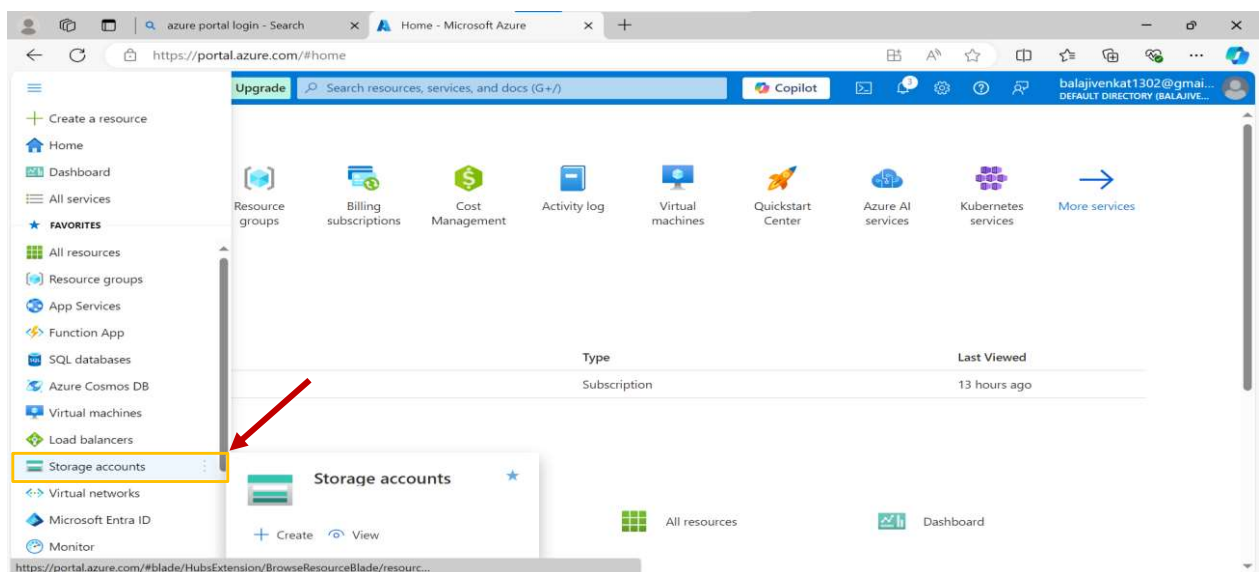 azure portal login - Search
Home - Microsoft Azure
https://portal.azure.com/#home
Upgrade
Search resources, services, and docs (G+/)
Copilot
3
balajivenkat1302@gmai...
DEFAULT DIRECTORY (BALAJIVE...
Create a resource
Home
Dashboard
All services
FAVORITES
All resources
Resource groups
App Services
Function App
SQL databases
Azure Cosmos DB
Virtual machines
Load balancers
Storage accounts
Virtual networks
Microsoft Entra ID
Monitor
Resource
groups
Billing
subscriptions
Cost
Management
Activity log
Virtual
machines
Quickstart
Center
Azure AI
services
Kubernetes
services
More services
Type
Last Viewed
Subscription
13 hours ago
Storage accounts
Create
View
All resources
Dashboard
https://portal.azure.com/#blade/HubsExtension/BrowseResourceBlade/resourc...